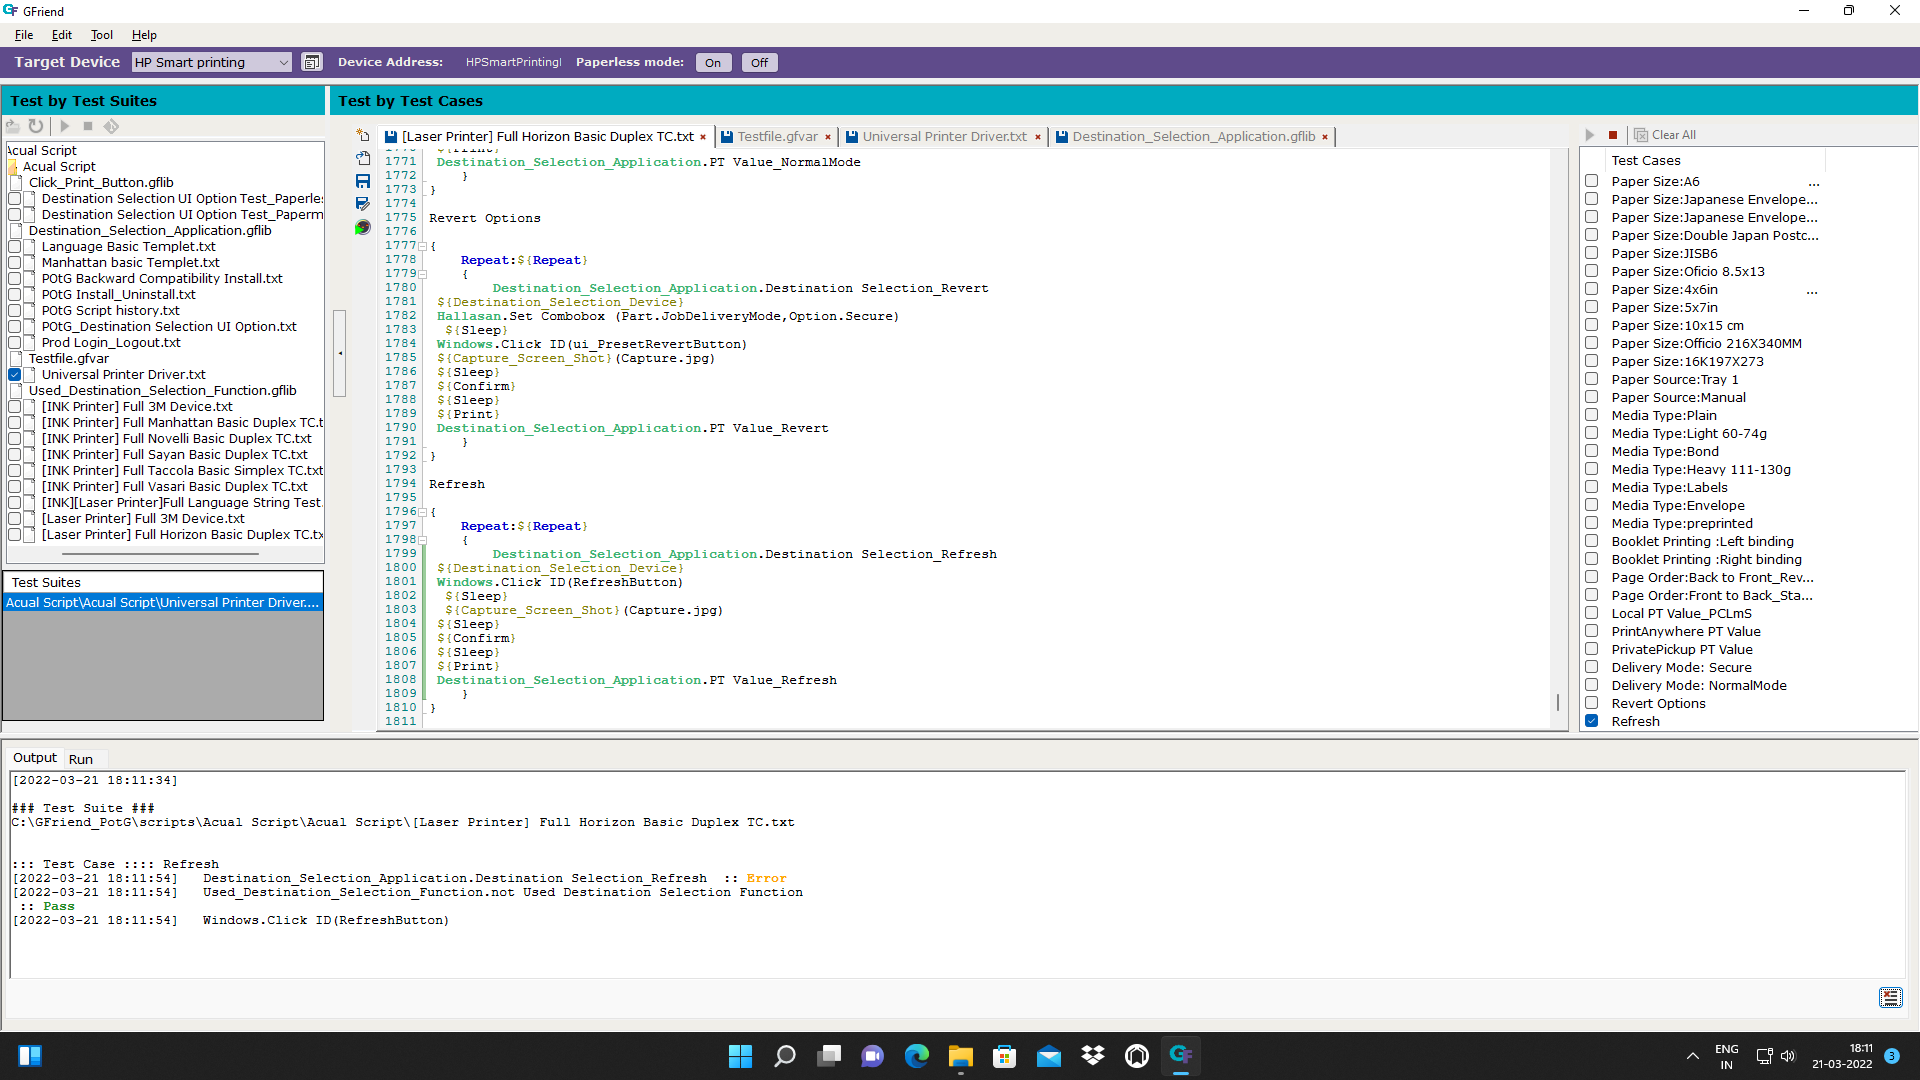 GFriend
File Edit Tool Help
Target Device HP Smart printing Device Address: HPSmartPrintingI Paperless mode: On Off
Test by Test Suites
Acual Script
Acual Script
Click_Print_Button.gflib
Destination Selection UI Option Test_Paperle
Destination Selection UI Option Test_Paperm
Destination_Selection_Application.gflib
Language Basic Templet.txt
Manhattan basic Templet.txt
POtG Backward Compatibility Install.txt
POtG Install_Uninstall.txt
POtG Script history.txt
POtG_Destination Selection UI Option.txt
Prod Login_Logout.txt
Testfile.gfvar
Universal Printer Driver.txt
Used_Destination_Selection_Function.gflib
[INK Printer] Full 3M Device.txt
[INK Printer] Full Manhattan Basic Duplex TC.t
[INK Printer] Full Novelli Basic Duplex TC.txt
[INK Printer] Full Sayan Basic Duplex TC.txt
[INK Printer] Full Taccola Basic Simplex TC.txt
[INK Printer] Full Vasari Basic Duplex TC.txt
[INK][Laser Printer]Full Language String Test.
[Laser Printer] Full 3M Device.txt
[Laser Printer] Full Horizon Basic Duplex TC.tx
Test Suites
Acual Script\Acual Script\Universal Printer Driver....
Test by Test Cases
[Laser Printer] Full Horizon Basic Duplex TC.txt × Testfile.gfvar × Universal Printer Driver.txt × Destination_Selection_Application.gflib ×
1770 ${Print}
1771 Destination_Selection_Application.PT Value_NormalMode
1772 }
1773 }
1774
1775 Revert Options
1776
1777 {
1778 Repeat:${Repeat}
1779 {
1780 Destination_Selection_Application.Destination Selection_Revert
1781 ${Destination_Selection_Device}
1782 Hallasan.Set Combobox (Part.JobDeliveryMode,Option.Secure)
1783 ${Sleep}
1784 Windows.Click ID(ui_PresetRevertButton)
1785 ${Capture_Screen_Shot}(Capture.jpg)
1786 ${Sleep}
1787 ${Confirm}
1788 ${Sleep}
1789 ${Print}
1790 Destination_Selection_Application.PT Value_Revert
1791 }
1792 }
1793
1794 Refresh
1795
1796 {
1797 Repeat:${Repeat}
1798 {
1799 Destination_Selection_Application.Destination Selection_Refresh
1800 ${Destination_Selection_Device}
1801 Windows.Click ID(RefreshButton)
1802 ${Sleep}
1803 ${Capture_Screen_Shot}(Capture.jpg)
1804 ${Sleep}
1805 ${Confirm}
1806 ${Sleep}
1807 ${Print}
1808 Destination_Selection_Application.PT Value_Refresh
1809 }
1810 }
1811
Clear All
Test Cases
Paper Size:A6 ...
Paper Size:Japanese Envelope...
Paper Size:Japanese Envelope...
Paper Size:Double Japan Postc...
Paper Size:JISB6
Paper Size:Oficio 8.5x13
Paper Size:4x6in ...
Paper Size:5x7in
Paper Size:10x15 cm
Paper Size:Officio 216X340MM
Paper Size:16K197X273
Paper Source:Tray 1
Paper Source:Manual
Media Type:Plain
Media Type:Light 60-74g
Media Type:Bond
Media Type:Heavy 111-130g
Media Type:Labels
Media Type:Envelope
Media Type:preprinted
Booklet Printing :Left binding
Booklet Printing :Right binding
Page Order:Back to Front_Rev...
Page Order:Front to Back_Sta...
Local PT Value_PCLmS
PrintAnywhere PT Value
PrivatePickup PT Value
Delivery Mode: Secure
Delivery Mode: NormalMode
Revert Options
Refresh
Output Run
[2022-03-21 18:11:34]
### Test Suite ###
C:\GFriend_PotG\scripts\Acual Script\Acual Script\[Laser Printer] Full Horizon Basic Duplex TC.txt
::: Test Case :::: Refresh
[2022-03-21 18:11:54] Destination_Selection_Application.Destination Selection_Refresh :: Error
[2022-03-21 18:11:54] Used_Destination_Selection_Function.not Used Destination Selection Function
:: Pass
[2022-03-21 18:11:54] Windows.Click ID(RefreshButton)
ENG
IN
18:11
21-03-2022
3